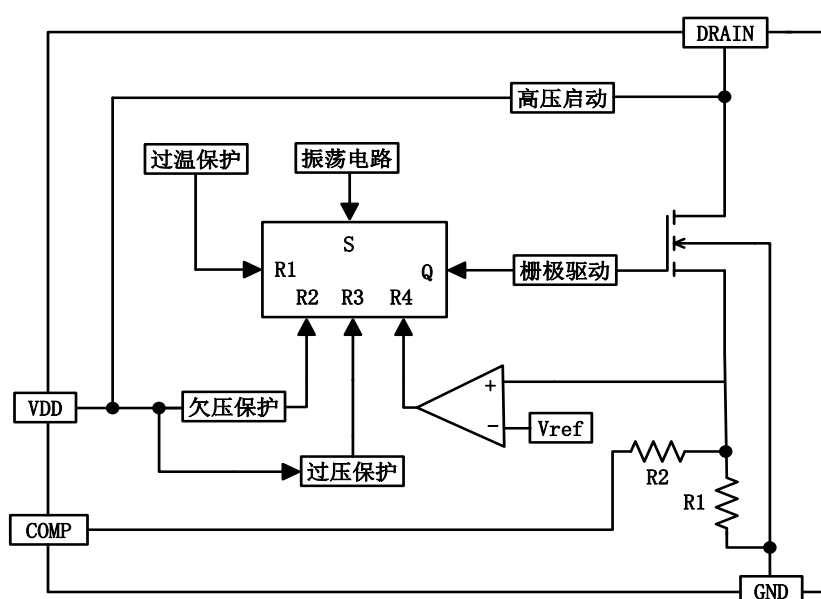 DRAIN
高压启动
过温保护
振荡电路
S
R1
Q
栅极驱动
R2
R3
R4
+
VDD
欠压保护
－
Vref
过压保护
R2
R1
COMP
GND